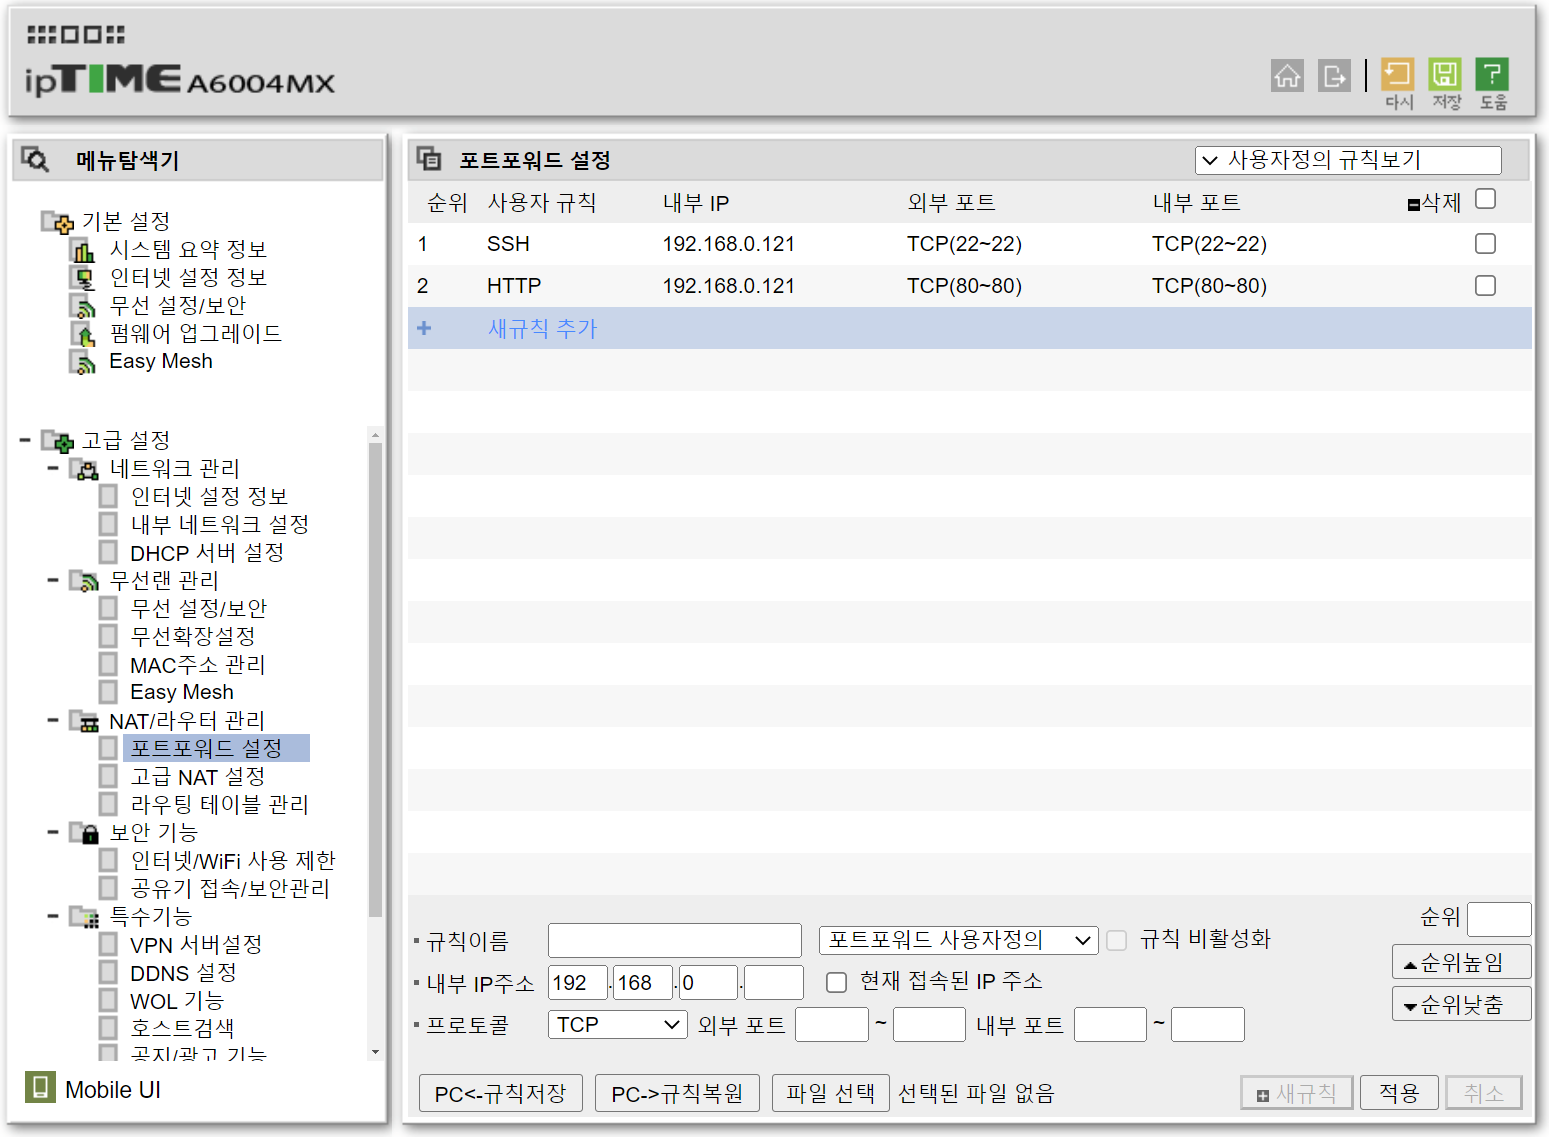 ipTIME A6004MX
다시 저장 도움
메뉴탐색기
기본 설정
시스템 요약 정보
인터넷 설정 정보
무선 설정/보안
펌웨어 업그레이드
Easy Mesh
고급 설정
네트워크 관리
인터넷 설정 정보
내부 네트워크 설정
DHCP 서버 설정
무선랜 관리
무선 설정/보안
무선확장설정
MAC주소 관리
Easy Mesh
NAT/라우터 관리
포트포워드 설정
고급 NAT 설정
라우팅 테이블 관리
보안 기능
인터넷/WiFi 사용 제한
공유기 접속/보안관리
특수기능
VPN 서버설정
DDNS 설정
WOL 기능
호스트검색
공지/광고 기능
Mobile UI
포트포워드 설정 사용자정의 규칙보기
순위 사용자 규칙 내부 IP 외부 포트 내부 포트 삭제
1 SSH 192.168.0.121 TCP(22~22) TCP(22~22)
2 HTTP 192.168.0.121 TCP(80~80) TCP(80~80)
+ 새규칙 추가
순위
규칙이름 포트포워드 사용자정의 규칙 비활성화
순위높임
내부 IP주소 192 . 168 . 0 . 현재 접속된 IP 주소
순위낮춤
프로토콜 TCP 외부 포트 ~ 내부 포트 ~
PC<-규칙저장 PC->규칙복원 파일 선택 선택된 파일 없음 새규칙 적용 취소